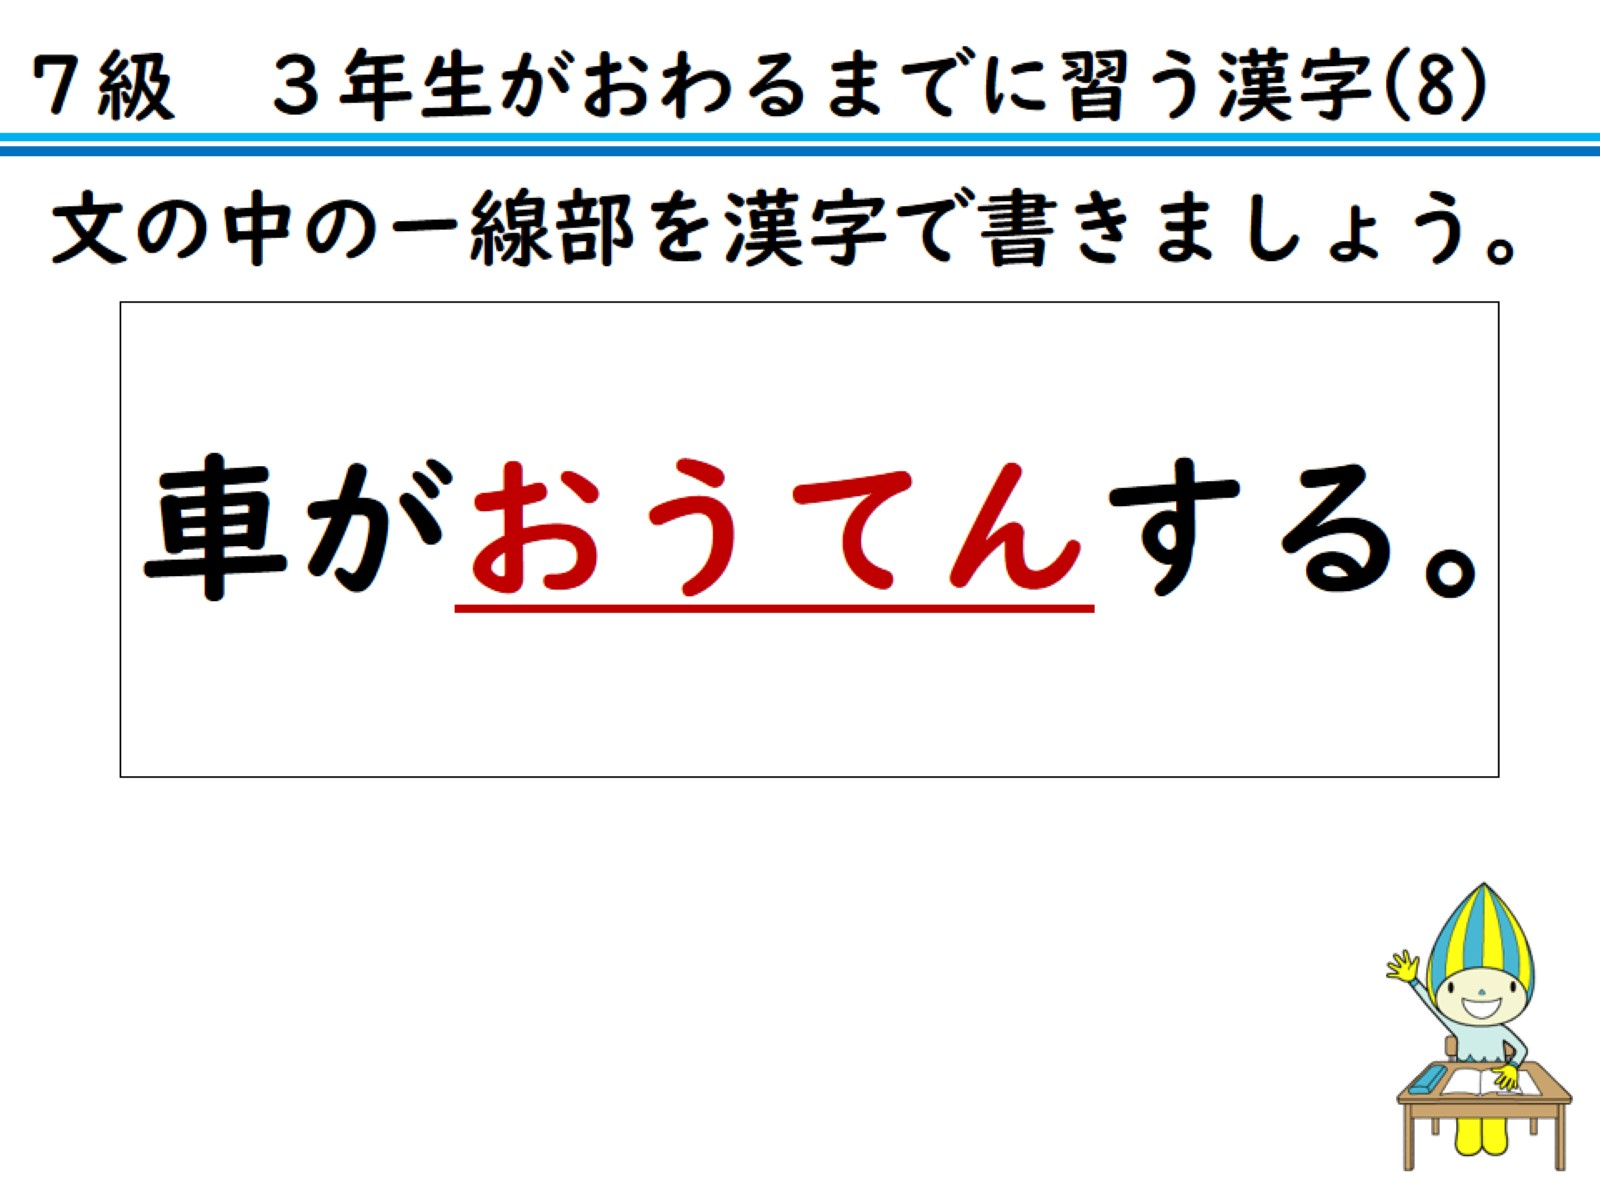 ７級　３年生がおわるまでに習う漢字(8)
文の中の一線部を漢字で書きましょう。
車がおうてんする。